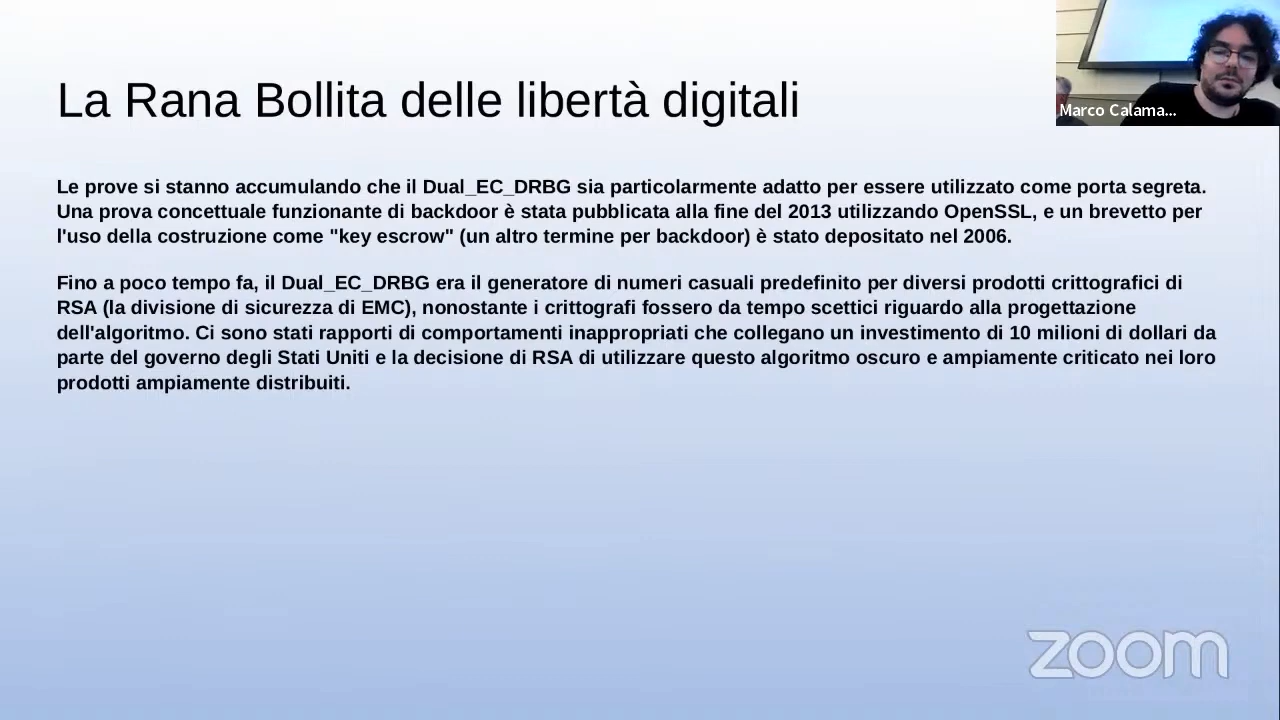 La Rana Bollita delle libertà digitali
Marco Calama...
Le prove si stanno accumulando che il Dual_EC_DRBG sia particolarmente adatto per essere utilizzato come porta segreta.
Una prova concettuale funzionante di backdoor è stata pubblicata alla fine del 2013 utilizzando OpenSSL, e un brevetto per
l'uso della costruzione come "key escrow" (un altro termine per backdoor) è stato depositato nel 2006.
Fino a poco tempo fa, il Dual_EC_DRBG era il generatore di numeri casuali predefinito per diversi prodotti crittografici di
RSA (la divisione di sicurezza di EMC), nonostante i crittografi fossero da tempo scettici riguardo alla progettazione
dell'algoritmo. Ci sono stati rapporti di comportamenti inappropriati che collegano un investimento di 10 milioni di dollari da
parte del governo degli Stati Uniti e la decisione di RSA di utilizzare questo algoritmo oscuro e ampiamente criticato nei loro
prodotti ampiamente distribuiti.
zoom